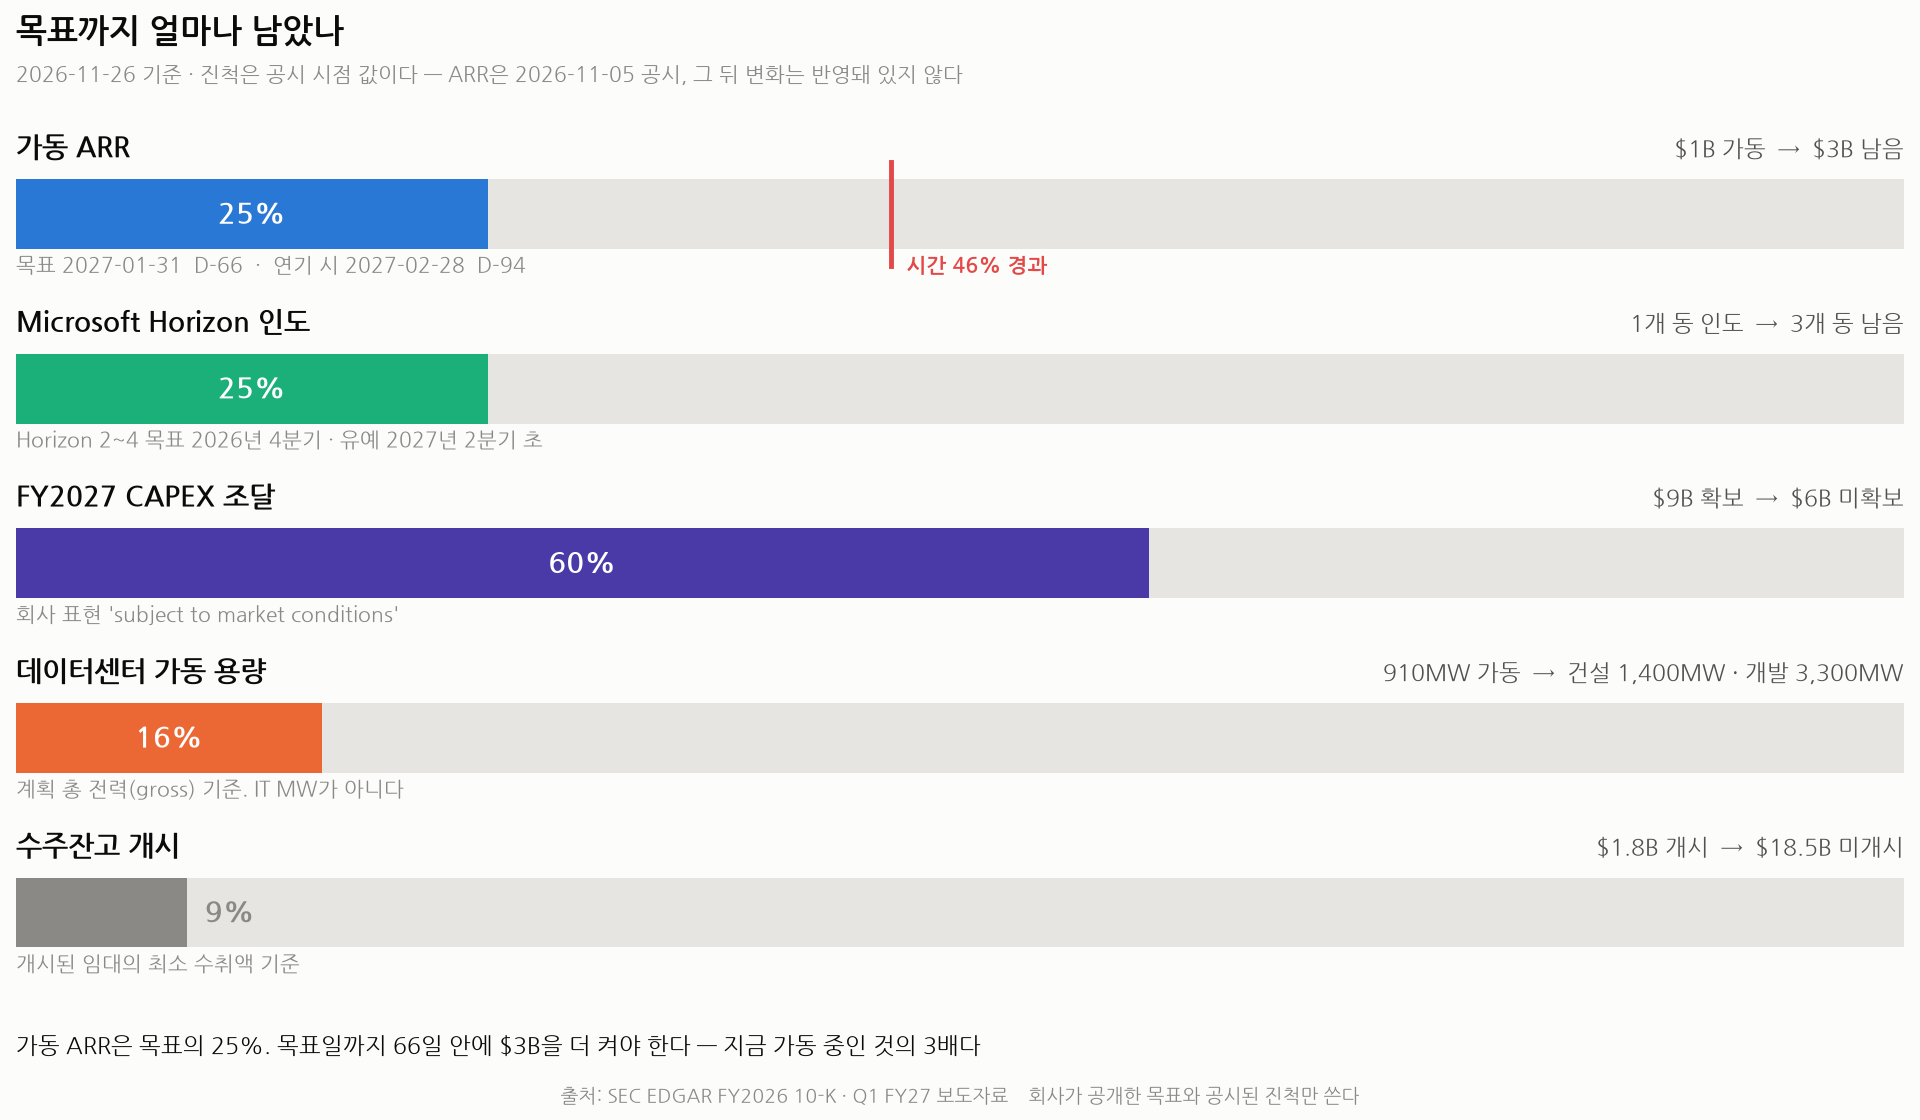 목표까지 얼마나 남았나
2026-11-26 기준 · 진척은 공시 시점 값이다 — ARR은 2026-11-05 공시, 그 뒤 변화는 반영돼 있지 않다
가동 ARR
$1B 가동 → $3B 남음
25%
목표 2027-01-31 D-66 · 연기 시 2027-02-28 D-94
시간 46% 경과
Microsoft Horizon 인도
1개 동 인도 → 3개 동 남음
25%
Horizon 2~4 목표 2026년 4분기 · 유예 2027년 2분기 초
FY2027 CAPEX 조달
$9B 확보 → $6B 미확보
60%
회사 표현 'subject to market conditions'
데이터센터 가동 용량
910MW 가동 → 건설 1,400MW · 개발 3,300MW
16%
계획 총 전력(gross) 기준. IT MW가 아니다
수주잔고 개시
$1.8B 개시 → $18.5B 미개시
9%
개시된 임대의 최소 수취액 기준
가동 ARR은 목표의 25%. 목표일까지 66일 안에 $3B을 더 켜야 한다 — 지금 가동 중인 것의 3배다
출처: SEC EDGAR FY2026 10-K · Q1 FY27 보도자료 회사가 공개한 목표와 공시된 진척만 쓴다